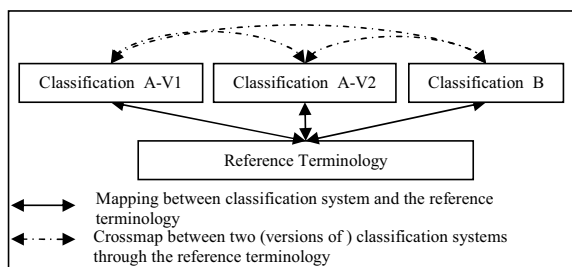 Classification A-V1
Classification A-V2
Classification B
Reference Terminology
Mapping between classification system and the reference
terminology
Crossmap between two (versions of ) classification systems
through the reference terminology